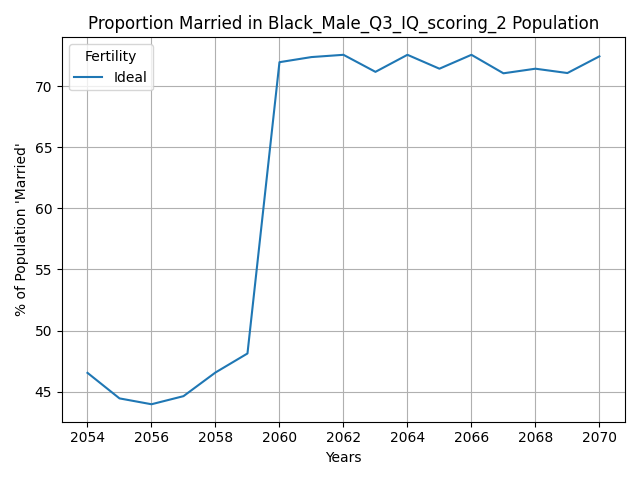 Proportion Married in Black_Male_Q3_IQ_scoring_2 Population
Fertility
Ideal
% of Population 'Married'
70
65
60
55
50
45
2054 2056 2058 2060 2062 2064 2066 2068 2070
Years